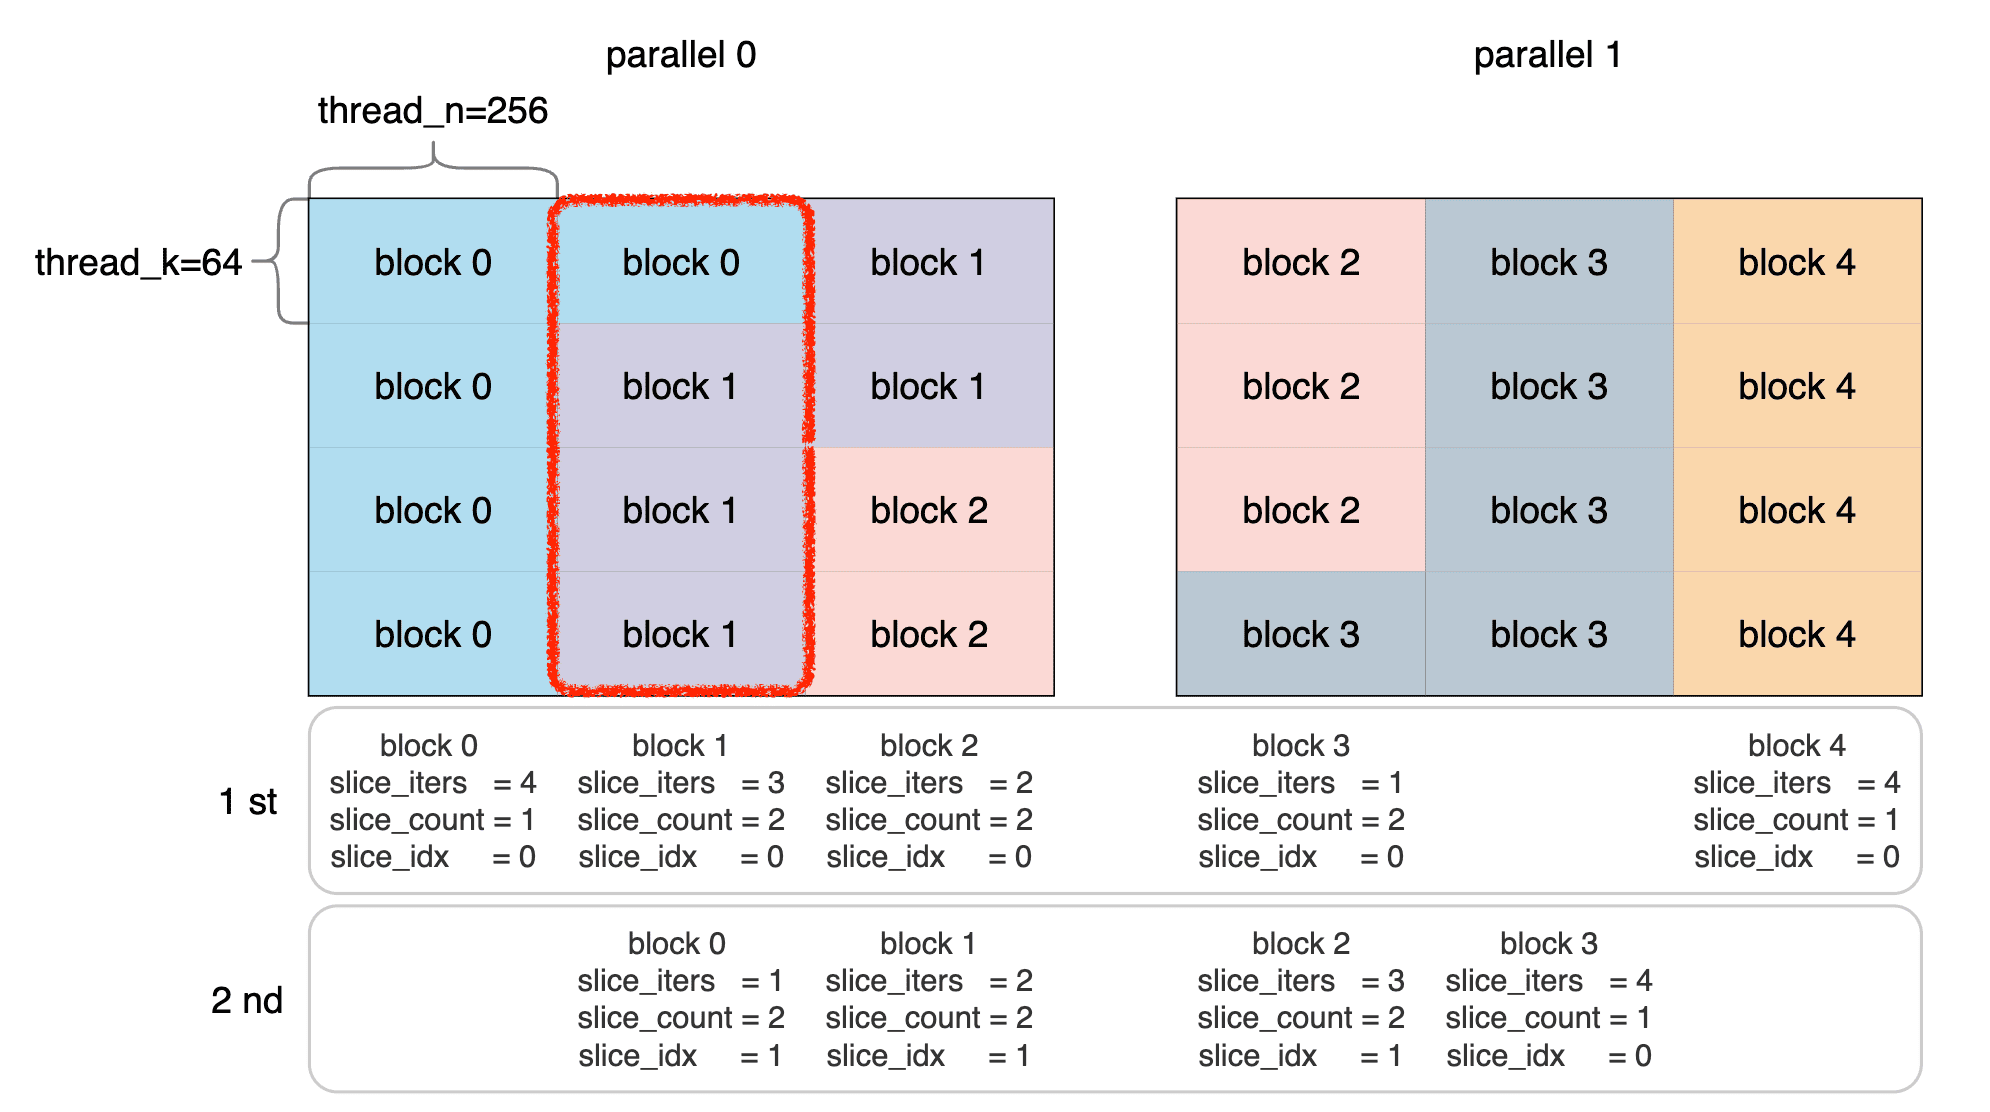 parallel 0 parallel 1
thread_n=256
thread_k=64
block 0 block 0 block 1 block 2 block 3 block 4
block 0 block 1 block 1 block 2 block 3 block 4
block 0 block 1 block 2 block 2 block 3 block 4
block 0 block 1 block 2 block 3 block 3 block 4
1 st
block 0
slice_iters = 4
slice_count = 1
slice_idx = 0
block 1
slice_iters = 3
slice_count = 2
slice_idx = 0
block 2
slice_iters = 2
slice_count = 2
slice_idx = 0
block 3
slice_iters = 1
slice_count = 2
slice_idx = 0
block 4
slice_iters = 4
slice_count = 1
slice_idx = 0
2 nd
block 0
slice_iters = 1
slice_count = 2
slice_idx = 1
block 1
slice_iters = 2
slice_count = 2
slice_idx = 1
block 2
slice_iters = 3
slice_count = 2
slice_idx = 1
block 3
slice_iters = 4
slice_count = 1
slice_idx = 0